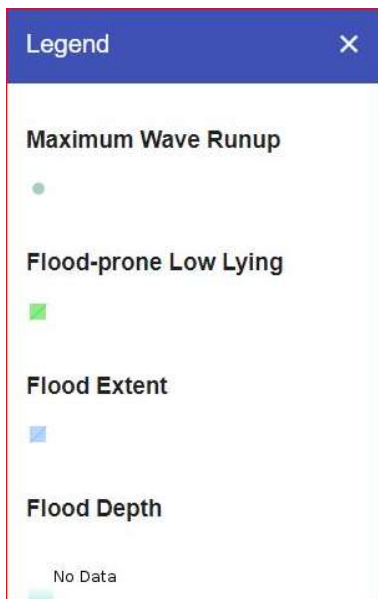 Legend ×
Maximum Wave Runup
Flood-prone Low Lying
Flood Extent
Flood Depth
No Data